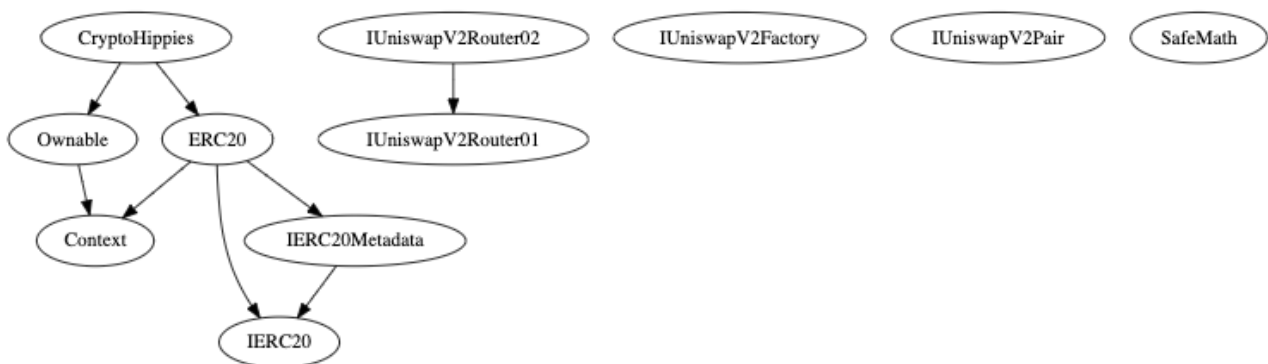 CryptoHippies
IUniswapV2Router02
IUniswapV2Factory
IUniswapV2Pair
SafeMath
Ownable
ERC20
IUniswapV2Router01
Context
IERC20Metadata
IERC20